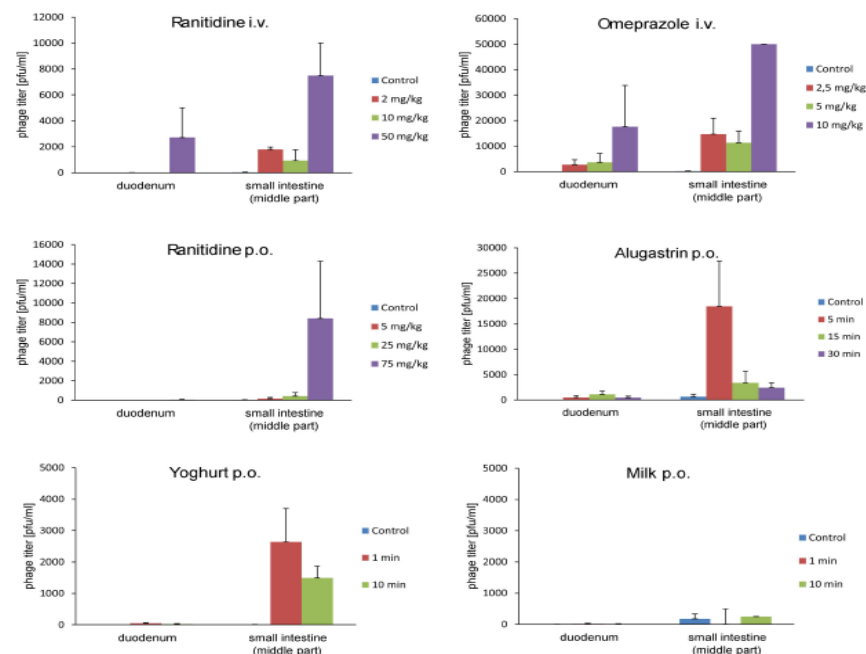 Ranitidine i.v.
phage titer [pfu/ml]
12000
10000
8000
6000
4000
2000
0
duodenum
small intestine
(middle part)
Control
2 mg/kg
10 mg/kg
50 mg/kg
Omeprazole i.v.
phage titer [pfu/ml]
60000
50000
40000
30000
20000
10000
0
duodenum
small intestine
(middle part)
Control
2,5 mg/kg
5 mg/kg
10 mg/kg
Ranitidine p.o.
phage titer [pfu/ml]
16000
14000
12000
10000
8000
6000
4000
2000
0
duodenum
small intestine
(middle part)
Control
5 mg/kg
25 mg/kg
75 mg/kg
Alugastrin p.o.
phage titer [pfu/ml]
30000
25000
20000
15000
10000
5000
0
duodenum
small intestine
(middle part)
Control
5 min
15 min
30 min
Yoghurt p.o.
phage titer [pfu/ml]
5000
4000
3000
2000
1000
0
duodenum
small intestine
(middle part)
Control
1 min
10 min
Milk p.o.
phage titer [pfu/ml]
5000
4000
3000
2000
1000
0
duodenum
small intestine
(middle part)
Control
1 min
10 min